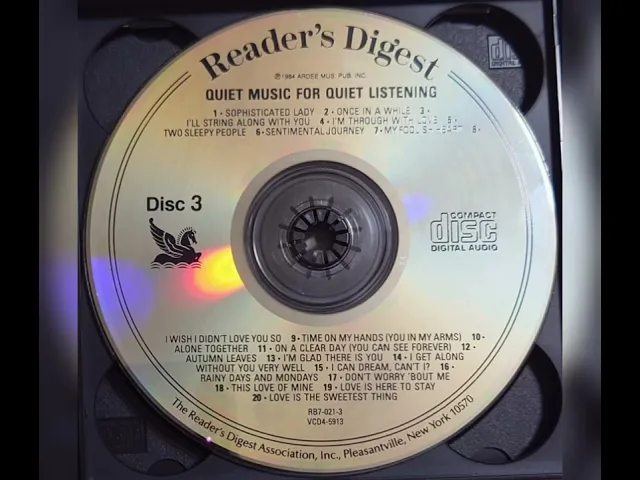 Reader's Digest
℗1984 ARDEE MUS. PUB. INC.
QUIET MUSIC FOR QUIET LISTENING
1 • SOPHISTICATED LADY 2 • ONCE IN A WHILE 3 •
I'LL STRING ALONG WITH YOU 4 • I'M THROUGH WITH LOVE 5 •
TWO SLEEPY PEOPLE 6 • SENTIMENTAL JOURNEY 7 • MY FOOLISH HEART 8 •
Disc 3
COMPACT
disc
DIGITAL AUDIO
I WISH I DIDN'T LOVE YOU SO 9 • TIME ON MY HANDS (YOU IN MY ARMS) 10 •
ALONE TOGETHER 11 • ON A CLEAR DAY (YOU CAN SEE FOREVER) 12 •
AUTUMN LEAVES 13 • I'M GLAD THERE IS YOU 14 • I GET ALONG
WITHOUT YOU VERY WELL 15 • I CAN DREAM, CAN'T I? 16 •
RAINY DAYS AND MONDAYS 17 • DON'T WORRY 'BOUT ME
18 • THIS LOVE OF MINE 19 • LOVE IS HERE TO STAY
20 • LOVE IS THE SWEETEST THING
RB7-021-3
VCD4-5913
The Reader's Digest Association, Inc., Pleasantville, New York 10570